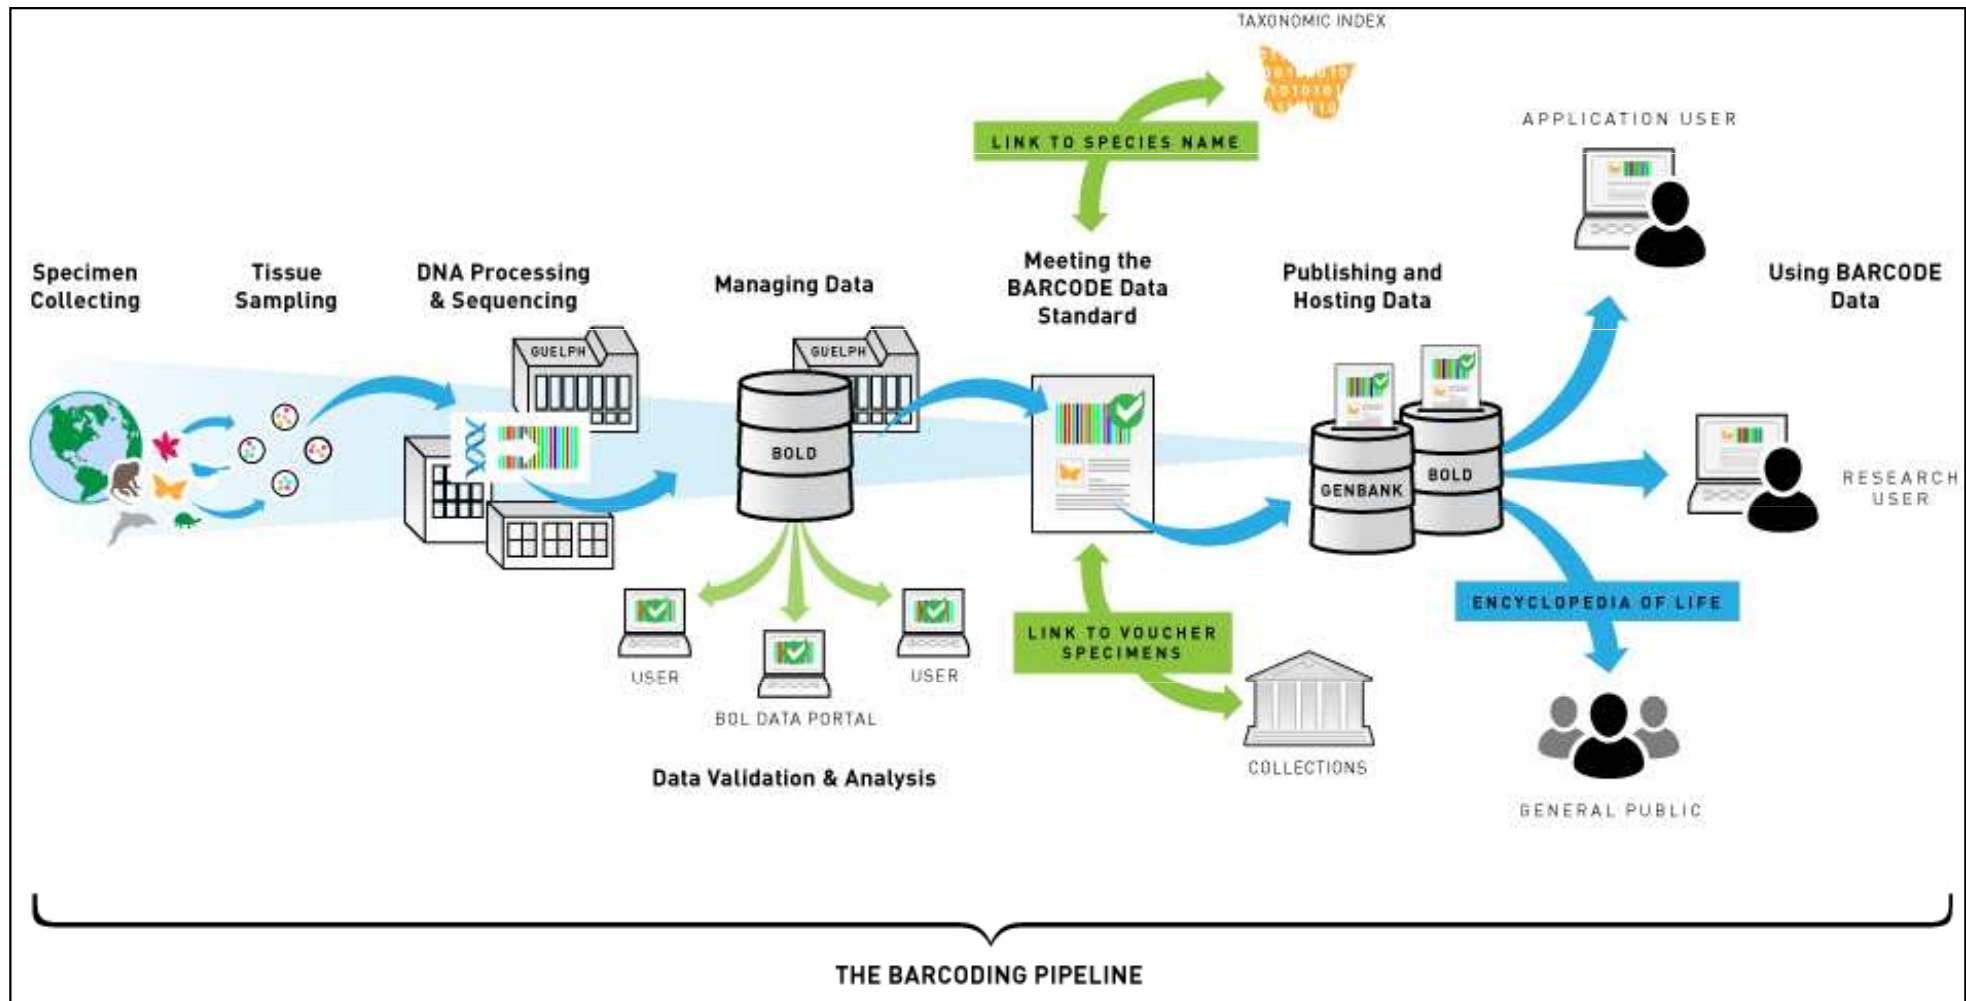 TAXONOMIC INDEX
LINK TO SPECIES NAME
APPLICATION USER
Specimen
Collecting
Tissue
Sampling
DNA Processing
& Sequencing
Managing Data
Meeting the
BARCODE Data
Standard
Publishing and
Hosting Data
Using BARCODE
Data
GUELPH
GUELPH
BOLD
GENBANK
BOLD
RESEARCH
USER
ENCYCLOPEDIA OF LIFE
LINK TO VOUCHER
SPECIMENS
USER
USER
BOL DATA PORTAL
Data Validation & Analysis
COLLECTIONS
GENERAL PUBLIC
THE BARCODING PIPELINE